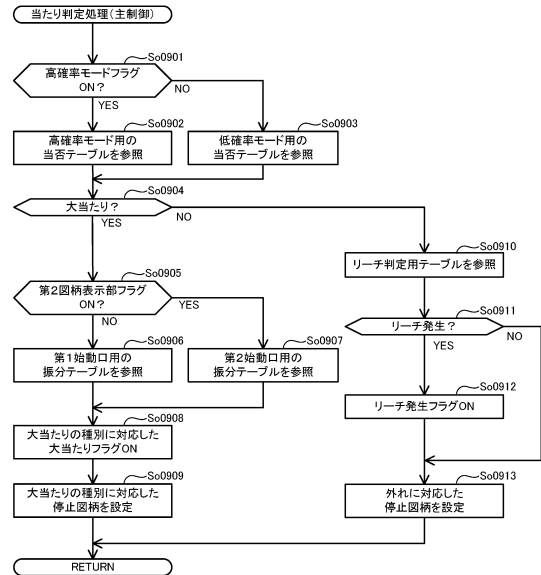 当たり判定処理(主制御)
So0901
高確率モードフラグ
ON?
NO
YES
So0902
高確率モード用の
当否テーブルを参照
So0903
低確率モード用の
当否テーブルを参照
So0904
大当たり?
NO
YES
So0910
リーチ判定用テーブルを参照
So0905
第2図柄表示部フラグ
ON?
YES
NO
So0911
リーチ発生?
NO
YES
So0906
第1始動口用の
振分テーブルを参照
So0907
第2始動口用の
振分テーブルを参照
So0912
リーチ発生フラグON
So0908
大当たりの種別に対応した
大当たりフラグON
So0909
大当たりの種別に対応した
停止図柄を設定
So0913
外れに対応した
停止図柄を設定
RETURN